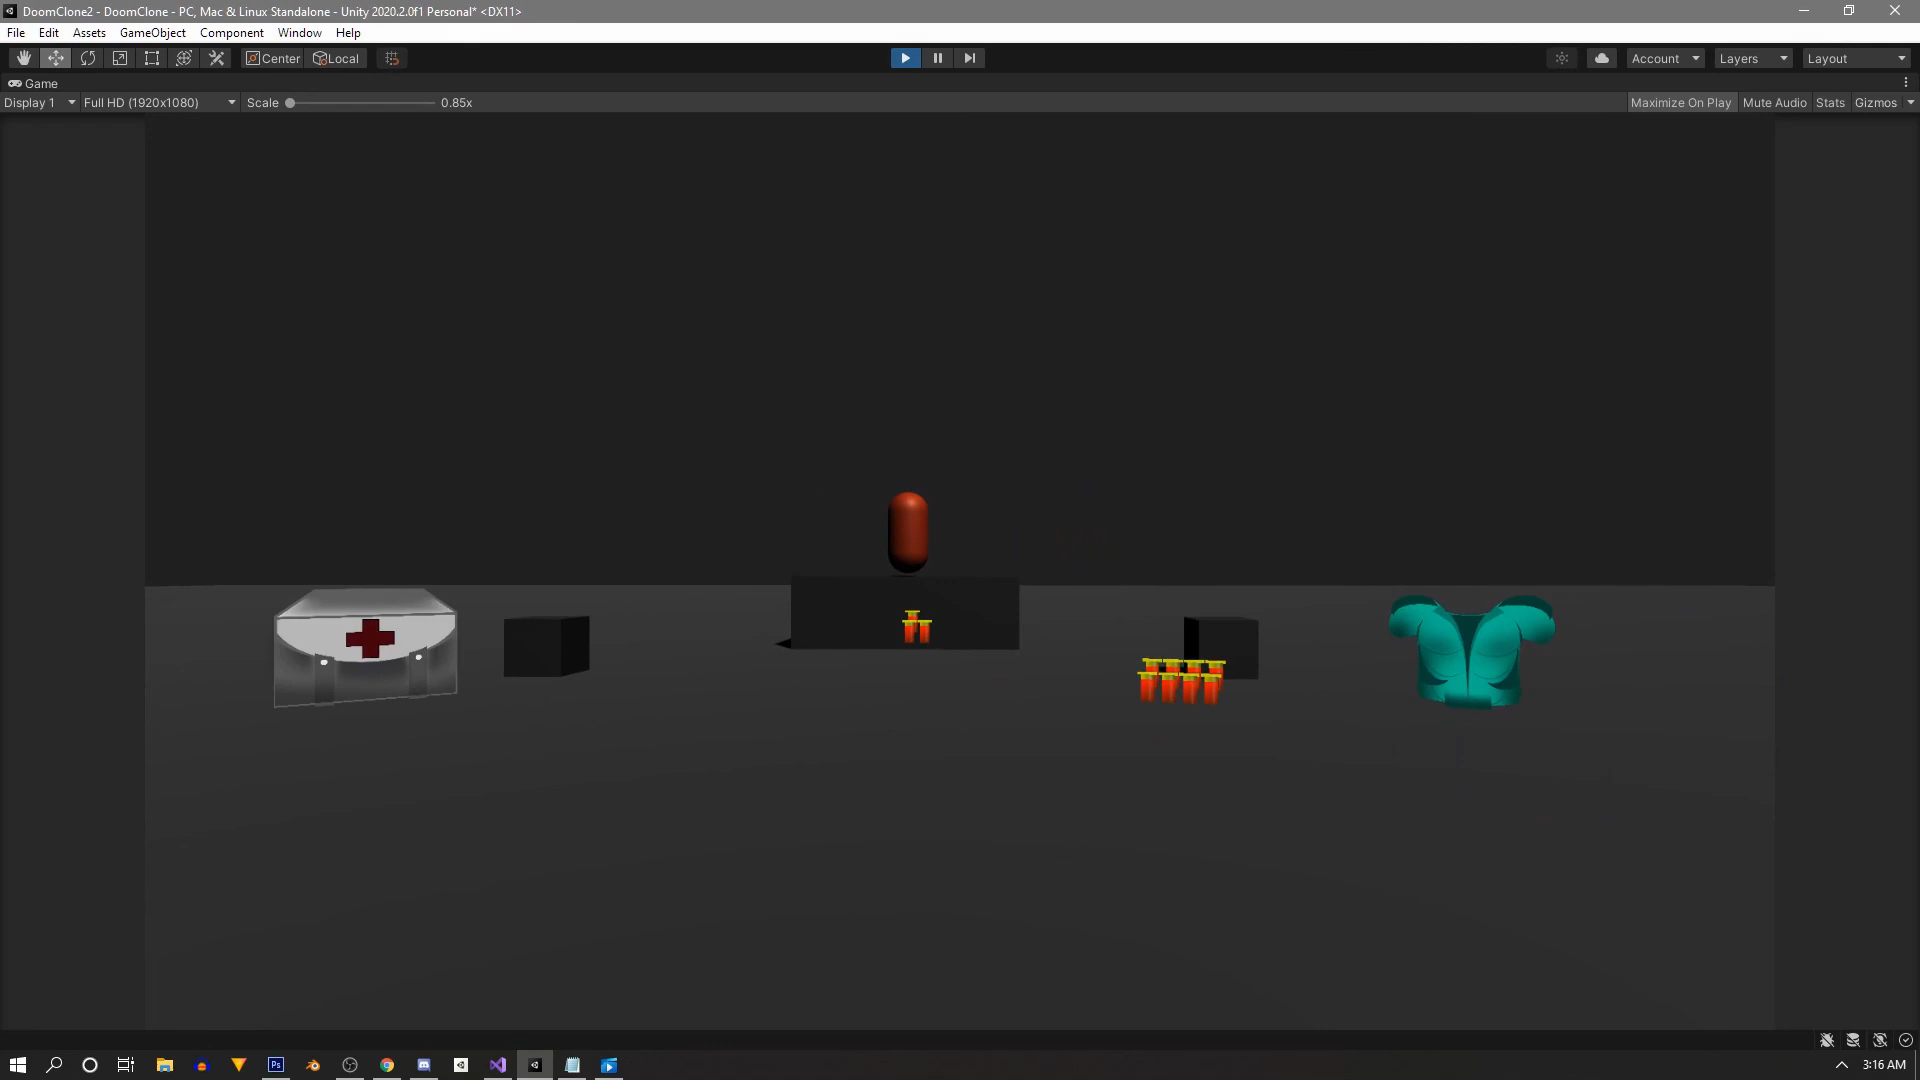 DoomClone2 - DoomClone - PC, Mac & Linux Standalone - Unity 2020.2.0f1 Personal* <DX11>
File Edit Assets GameObject Component Window Help
Center Local Account Layers Layout
Game
Display 1 Full HD (1920x1080) Scale 0.85x Maximize On Play Mute Audio Stats Gizmos
Ps
3:16 AM